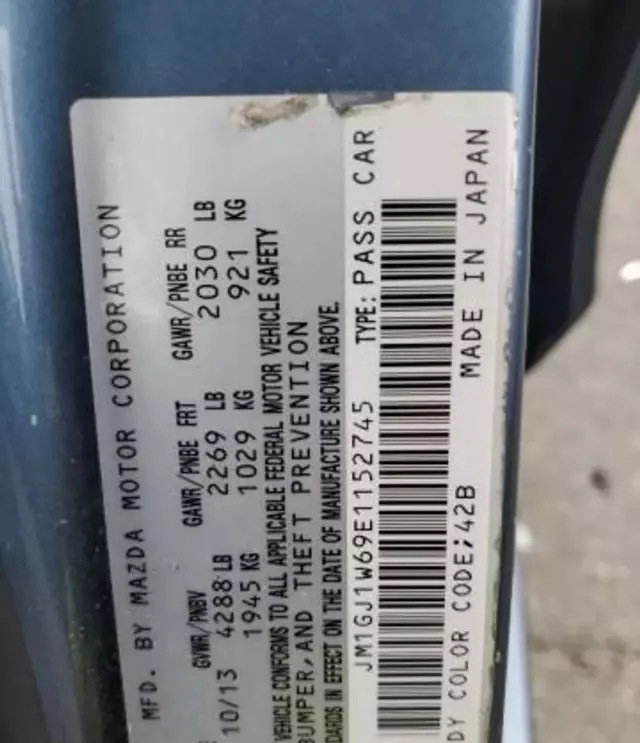 MFD. BY MAZDA MOTOR CORPORATION
GVWR/PNBV GAWR/PNBE FRT GAWR/PNBE RR
10/13 4288 LB 2269 LB 2030 LB
1945 KG 1029 KG 921 KG
VEHICLE CONFORMS TO ALL APPLICABLE FEDERAL MOTOR VEHICLE SAFETY
BUMPER, AND THEFT PREVENTION
DARDS IN EFFECT ON THE DATE OF MANUFACTURE SHOWN ABOVE.
JM1GJ1W69E1152745 TYPE: PASS CAR
DY COLOR CODE;42B MADE IN JAPAN